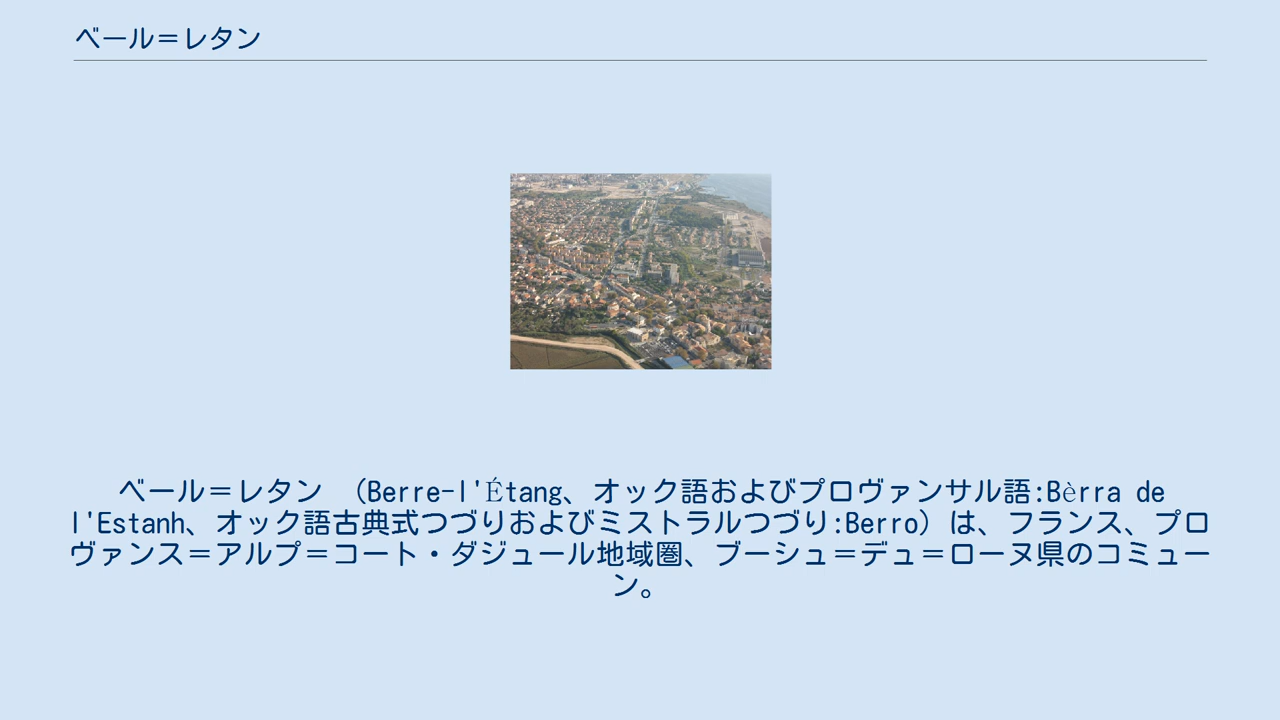 ベール＝レタン
ベール＝レタン　（Berre-l'Étang、オック語およびプロヴァンサル語:Bèrra de
l'Estanh、オック語古典式つづりおよびミストラルつづり:Berro）は、フランス、プロ
ヴァンス＝アルプ＝コート・ダジュール地域圏、ブーシュ＝デュ＝ローヌ県のコミュー
ン。